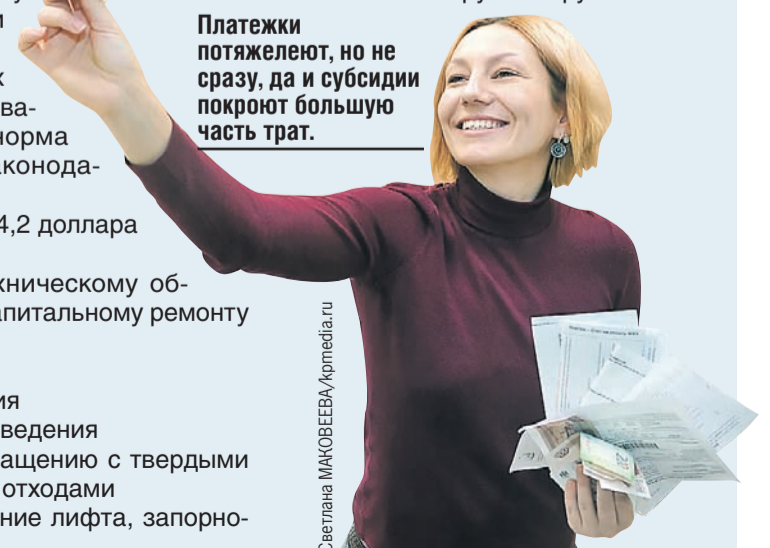 Платежки
потяжелеют, но не
сразу, да и субсидии
покроют большую
часть трат.
и
х
ва-
норма
аконода-
4,2 доллара
хническому об-
апитальному ремонту
ия
ведения
ащению с твердыми
отходами
ние лифта, запорно-
Светлана МАКОВЕЕВА/kpmedia.ru